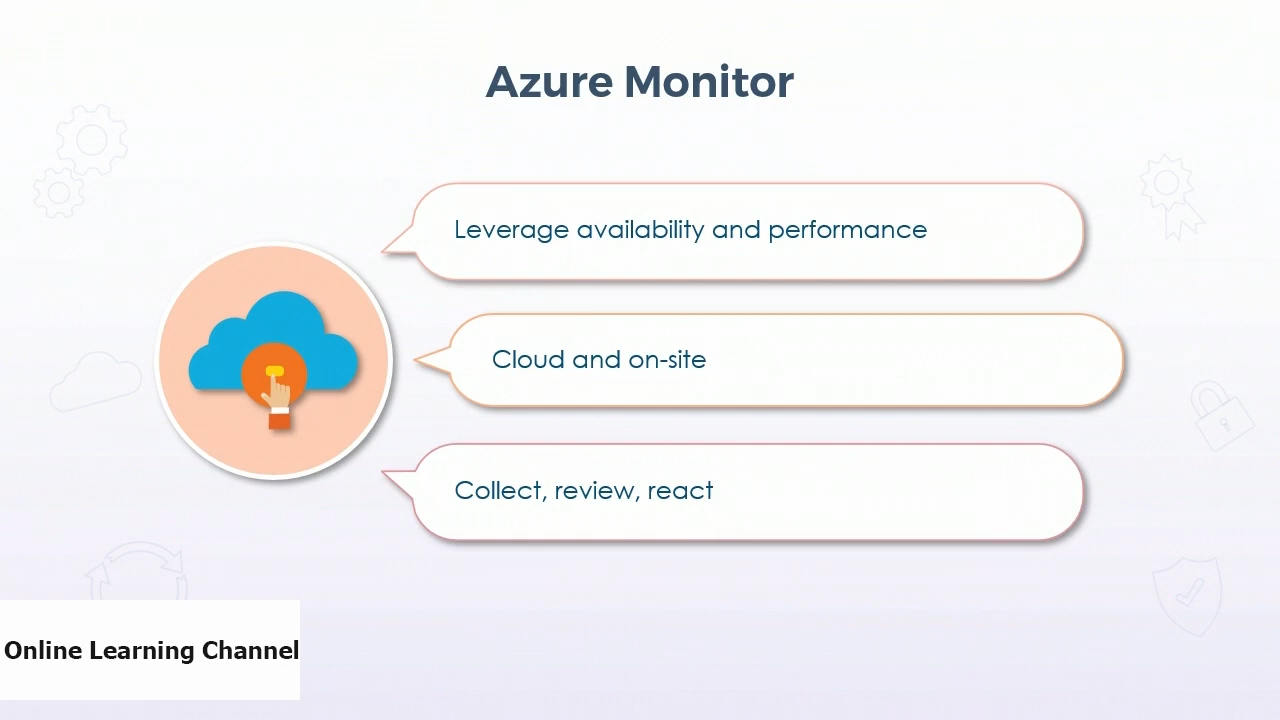 Azure Monitor
Leverage availability and performance
Cloud and on-site
Collect, review, react
Online Learning Channel